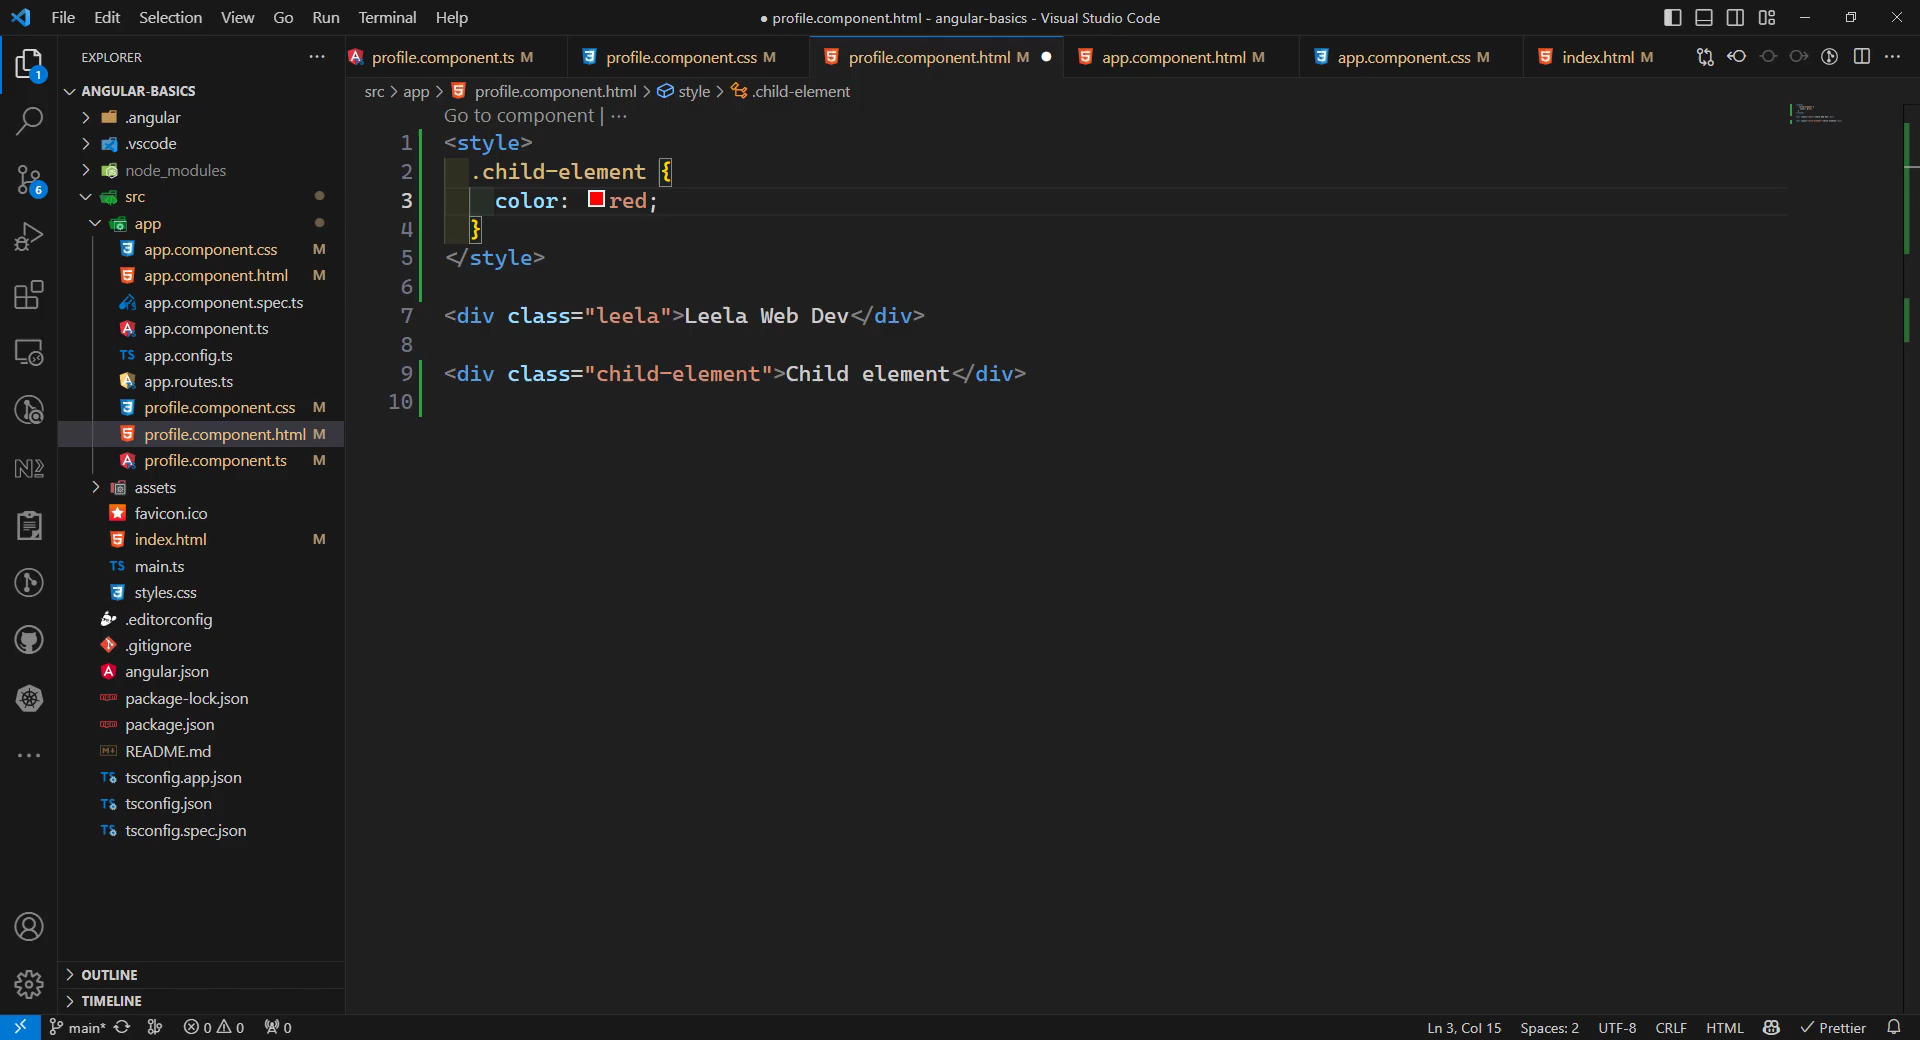 File Edit Selection View Go Run Terminal Help
● profile.component.html - angular-basics - Visual Studio Code
EXPLORER ···
profile.component.ts M
profile.component.css M
profile.component.html M ●
app.component.html M
app.component.css M
index.html M
src > app > profile.component.html > style > .child-element
Go to component | ···
1 <style>
2 .child-element {
3 color: red;
4 }
5 </style>
6
7 <div class="leela">Leela Web Dev</div>
8
9 <div class="child-element">Child element</div>
10
1
6
ANGULAR-BASICS
.angular
.vscode
node_modules
src
app
app.component.css M
app.component.html M
app.component.spec.ts
app.component.ts
TS app.config.ts
app.routes.ts
profile.component.css M
profile.component.html M
profile.component.ts M
assets
favicon.ico
index.html M
TS main.ts
styles.css
.editorconfig
.gitignore
angular.json
package-lock.json
package.json
README.md
TS tsconfig.app.json
TS tsconfig.json
TS tsconfig.spec.json
OUTLINE
TIMELINE
main* 0 0 0
Ln 3, Col 15 Spaces: 2 UTF-8 CRLF HTML Prettier